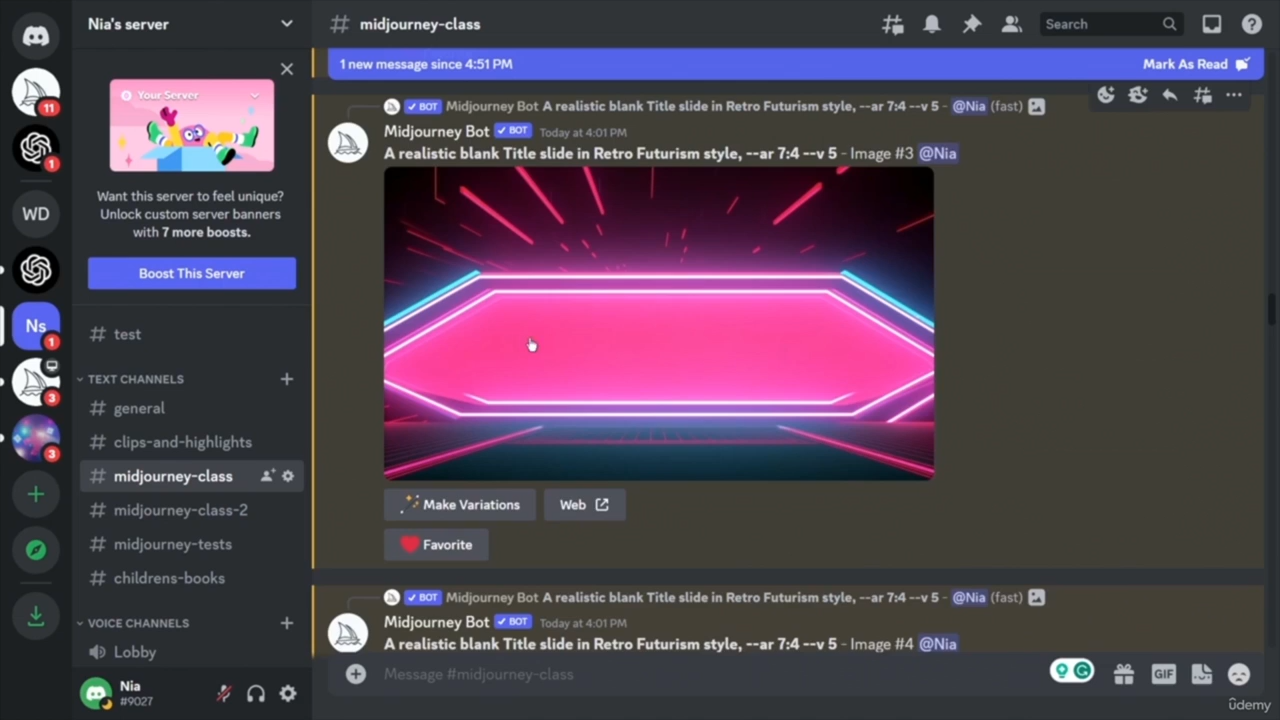 Nia's server
# midjourney-class
Search
11
1
WD
Ns
1
3
3
Your Server
Want this server to feel unique?
Unlock custom server banners
with 7 more boosts.
Boost This Server
# test
TEXT CHANNELS
# general
# clips-and-highlights
# midjourney-class
# midjourney-class-2
# midjourney-tests
# childrens-books
VOICE CHANNELS
Lobby
Nia
#9027
1 new message since 4:51 PM
Mark As Read
BOT Midjourney Bot A realistic blank Title slide in Retro Futurism style, --ar 7:4 --v 5 - @Nia (fast)
Midjourney Bot BOT Today at 4:01 PM
A realistic blank Title slide in Retro Futurism style, --ar 7:4 --v 5 - Image #3 @Nia
Make Variations
Web
Favorite
BOT Midjourney Bot A realistic blank Title slide in Retro Futurism style, --ar 7:4 --v 5 - @Nia (fast)
Midjourney Bot BOT Today at 4:01 PM
A realistic blank Title slide in Retro Futurism style, --ar 7:4 --v 5 - Image #4 @Nia
Message #midjourney-class
GIF
ûdemy